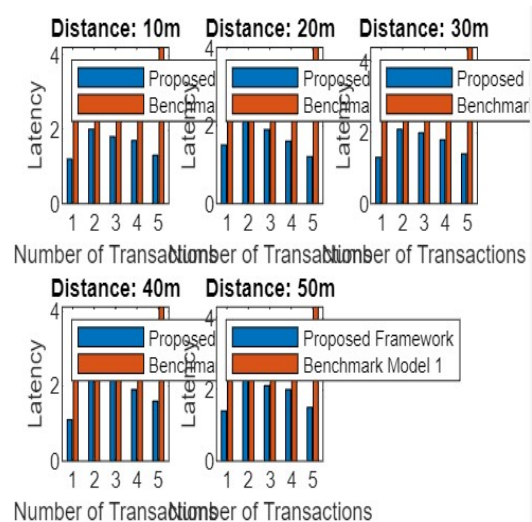 Distance: 10m Distance: 20m Distance: 30m
4 4 4
Proposed Proposed Proposed
Benchma Benchma Benchmark
Latency Latency Latency
2 2 2
0 0 0
1 2 3 4 5 1 2 3 4 5 1 2 3 4 5
Number of Transactions Number of Transactions Number of Transactions
Distance: 40m Distance: 50m
4 4
Proposed Proposed Framework
Benchma Benchmark Model 1
Latency Latency
2 2
0 0
1 2 3 4 5 1 2 3 4 5
Number of Transactions Number of Transactions